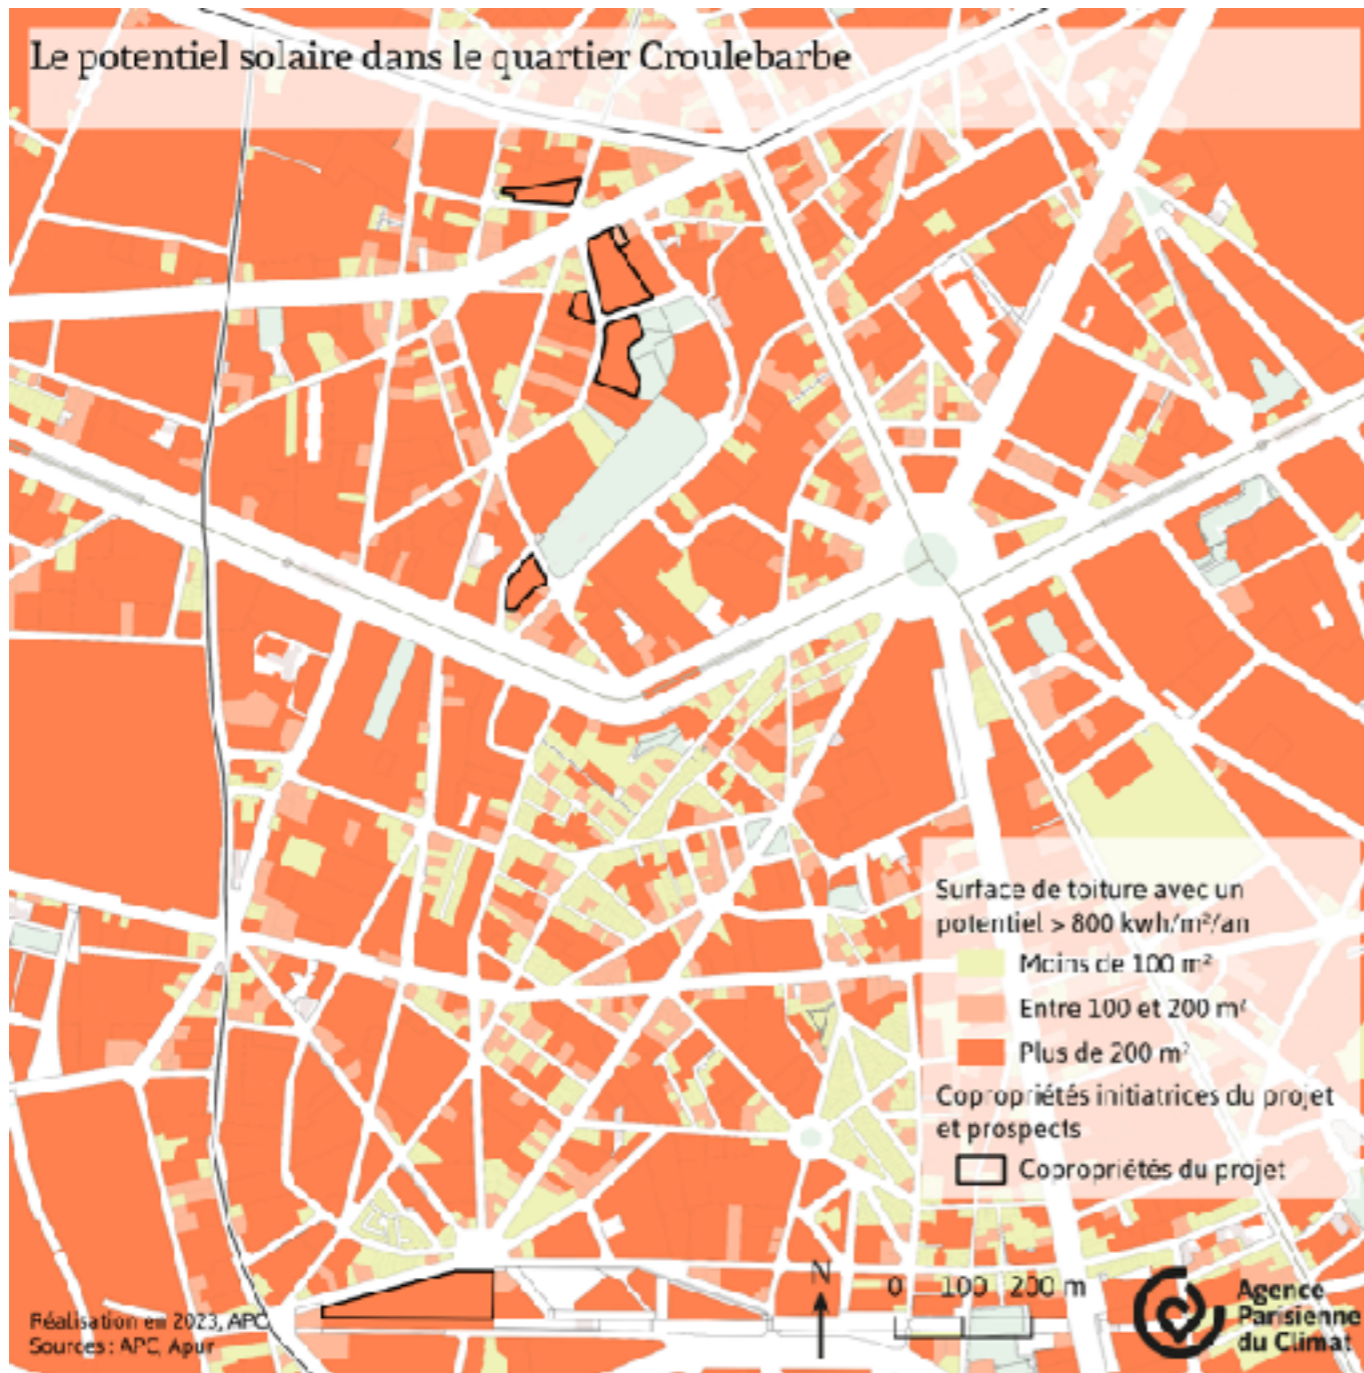 Le potentiel solaire dans le quartier Croulebarbe
Surface de toiture avec un
potentiel > 800 kwh/m²/an
Moins de 100 m²
Entre 100 et 200 m²
Plus de 200 m²
Copropriétés initiatrices du projet
et prospects
Copropriétés du projet
N
0 100 200 m
Réalisation en 2023, APC
Sources : APC, Apur
Agence
Parisienne
du Climat